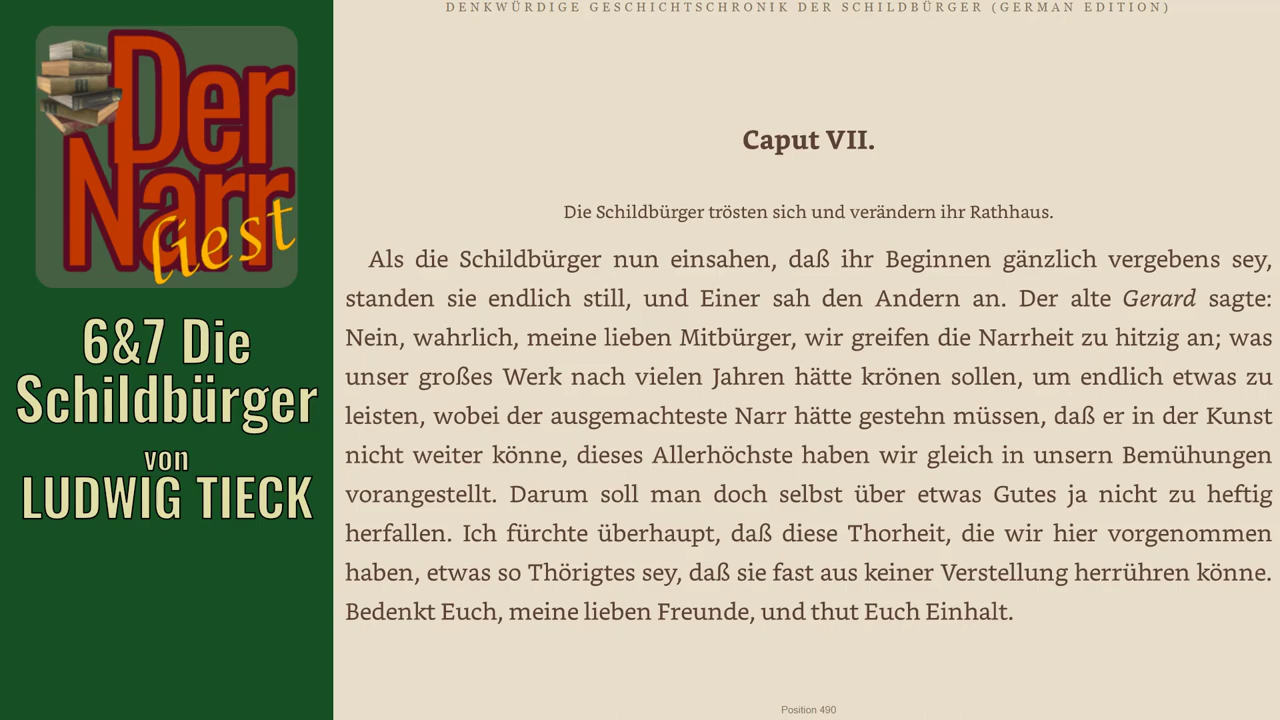 Der
Narr
liest
6&7 Die
Schildbürger
von
LUDWIG TIECK
DENKWÜRDIGE GESCHICHTSCHRONIK DER SCHILDBÜRGER (GERMAN EDITION)
Caput VII.
Die Schildbürger trösten sich und verändern ihr Rathhaus.
Als die Schildbürger nun einsahen, daß ihr Beginnen gänzlich vergebens sey,
standen sie endlich still, und Einer sah den Andern an. Der alte Gerard sagte:
Nein, wahrlich, meine lieben Mitbürger, wir greifen die Narrheit zu hitzig an; was
unser großes Werk nach vielen Jahren hätte krönen sollen, um endlich etwas zu
leisten, wobei der ausgemachteste Narr hätte gestehn müssen, daß er in der Kunst
nicht weiter könne, dieses Allerhöchste haben wir gleich in unsern Bemühungen
vorangestellt. Darum soll man doch selbst über etwas Gutes ja nicht zu heftig
herfallen. Ich fürchte überhaupt, daß diese Thorheit, die wir hier vorgenommen
haben, etwas so Thörigtes sey, daß sie fast aus keiner Verstellung herrühren könne.
Bedenkt Euch, meine lieben Freunde, und thut Euch Einhalt.
Position 490